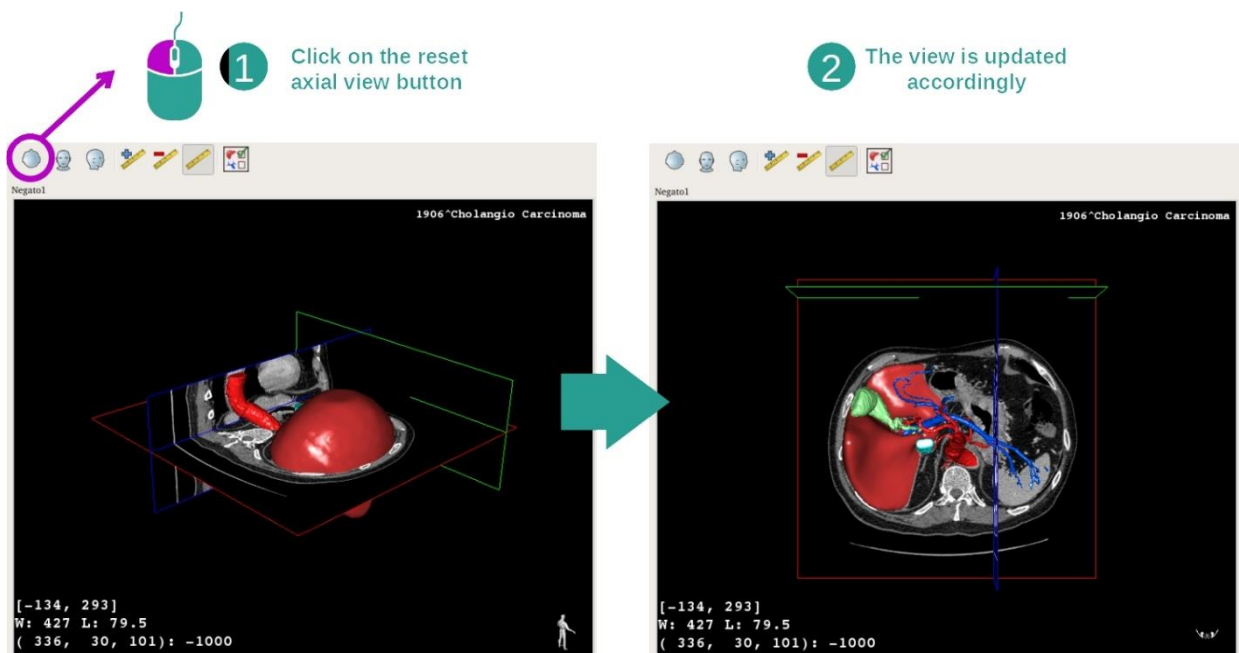 1
Click on the reset
axial view button
2
The view is updated
accordingly
Negato1
1906^Cholangio Carcinoma
[-134, 293]
W: 427 L: 79.5
( 336,  30, 101): -1000
Negato1
1906^Cholangio Carcinoma
[-134, 293]
W: 427 L: 79.5
( 336,  30, 101): -1000